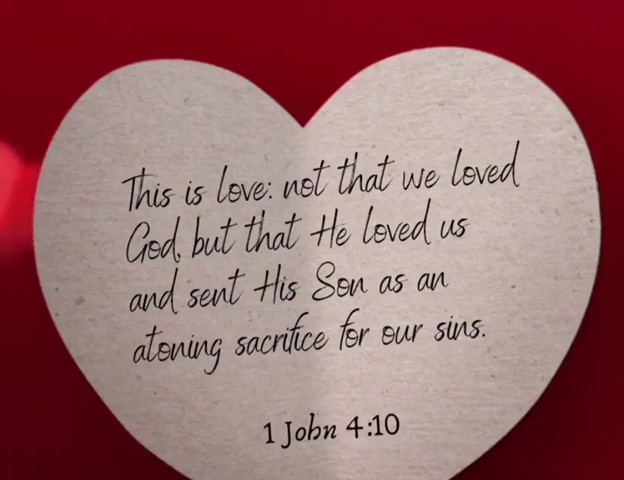 This is love: not that we loved
God, but that He loved us
and sent His Son as an
atoning sacrifice for our sins.
1 John 4:10